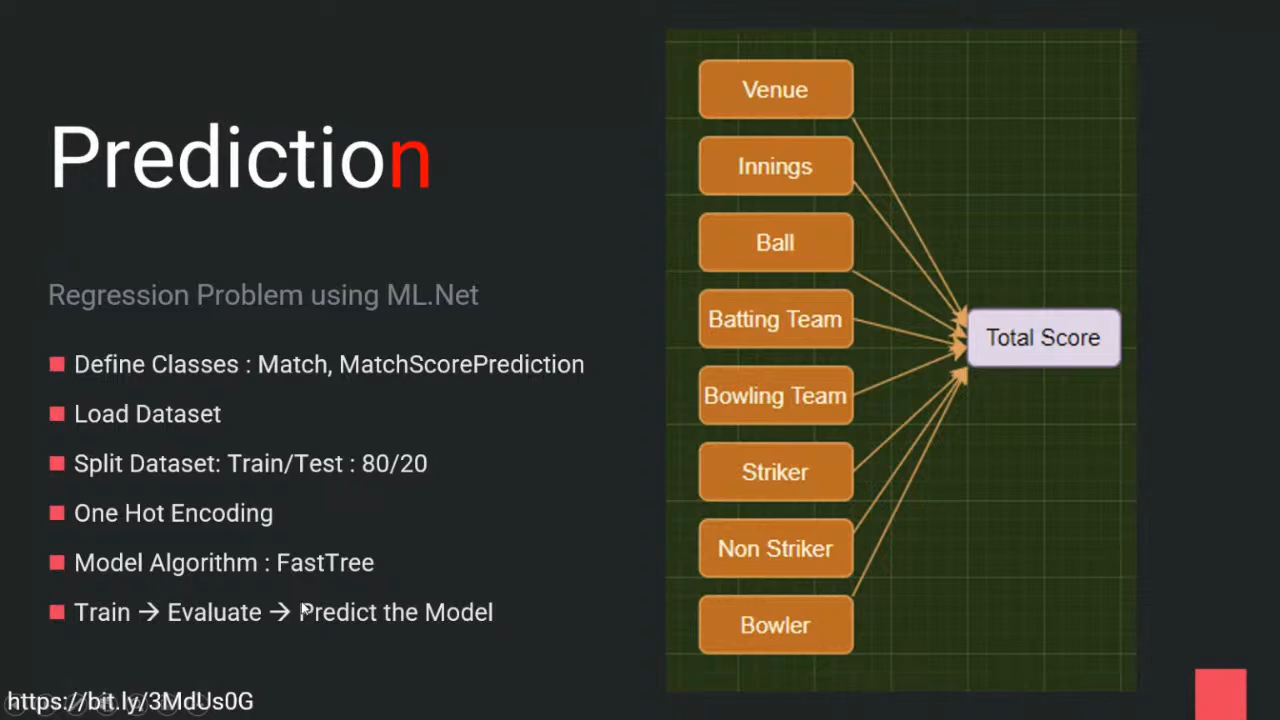 Prediction
Regression Problem using ML.Net
Define Classes : Match, MatchScorePrediction
Load Dataset
Split Dataset: Train/Test : 80/20
One Hot Encoding
Model Algorithm : FastTree
Train → Evaluate → Predict the Model
https://bit.ly/3MdUs0G
Venue
Innings
Ball
Batting Team
Bowling Team
Striker
Non Striker
Bowler
Total Score